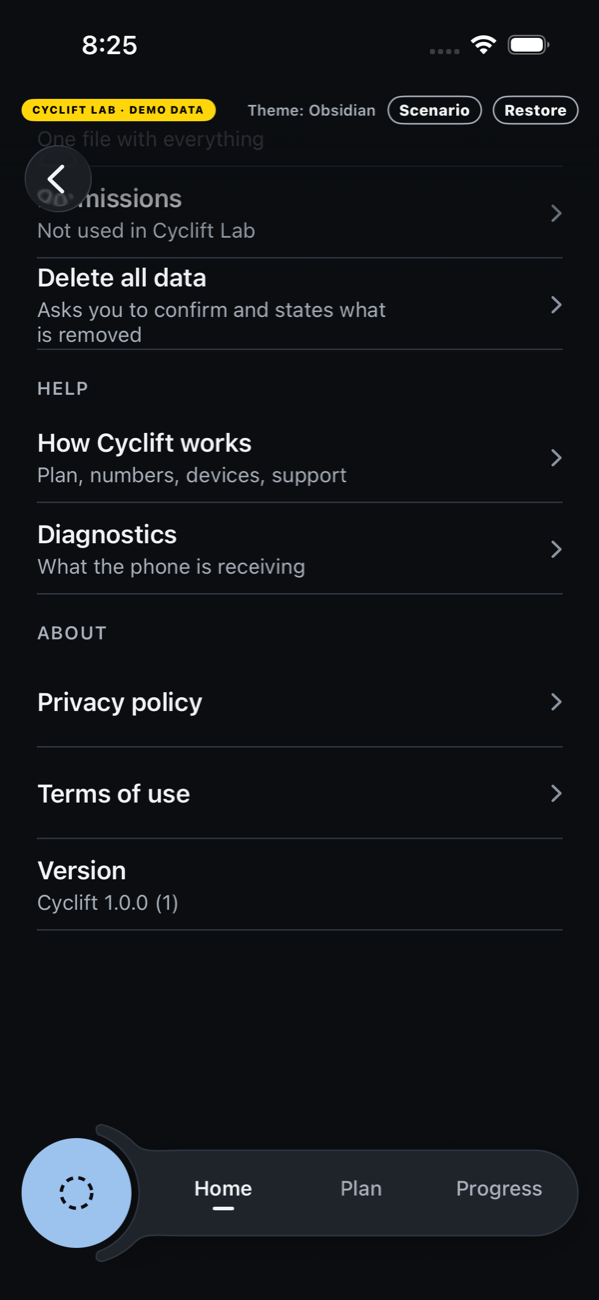 8:25
CYCLIFT LAB · DEMO DATA
Theme: Obsidian
Scenario
Restore
One file with everything
Permissions
Not used in Cyclift Lab
Delete all data
Asks you to confirm and states what
is removed
HELP
How Cyclift works
Plan, numbers, devices, support
Diagnostics
What the phone is receiving
ABOUT
Privacy policy
Terms of use
Version
Cyclift 1.0.0 (1)
Home
Plan
Progress